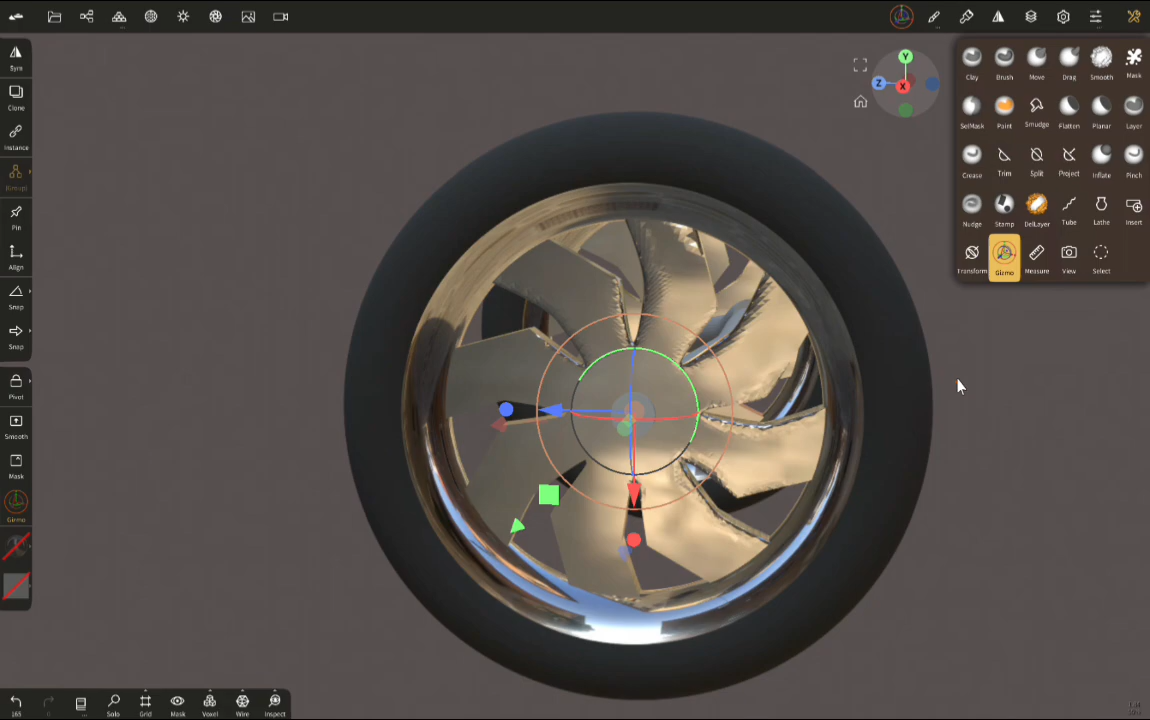 Sym
Clone
Instance
Pin
Align
Snap
Snap
Pivot
Smooth
Mask
Gizmo
Y
Z
X
Clay
Brush
Move
Drag
Smooth
Mask
SelMask
Paint
Smudge
Flatten
Planar
Layer
Crease
Trim
Split
Project
Inflate
Pinch
Nudge
Stamp
DelLayer
Tube
Lathe
Insert
Transform
Gizmo
Measure
View
Select
165
0
Solo
Grid
Mask
Voxel
Wire
Inspect